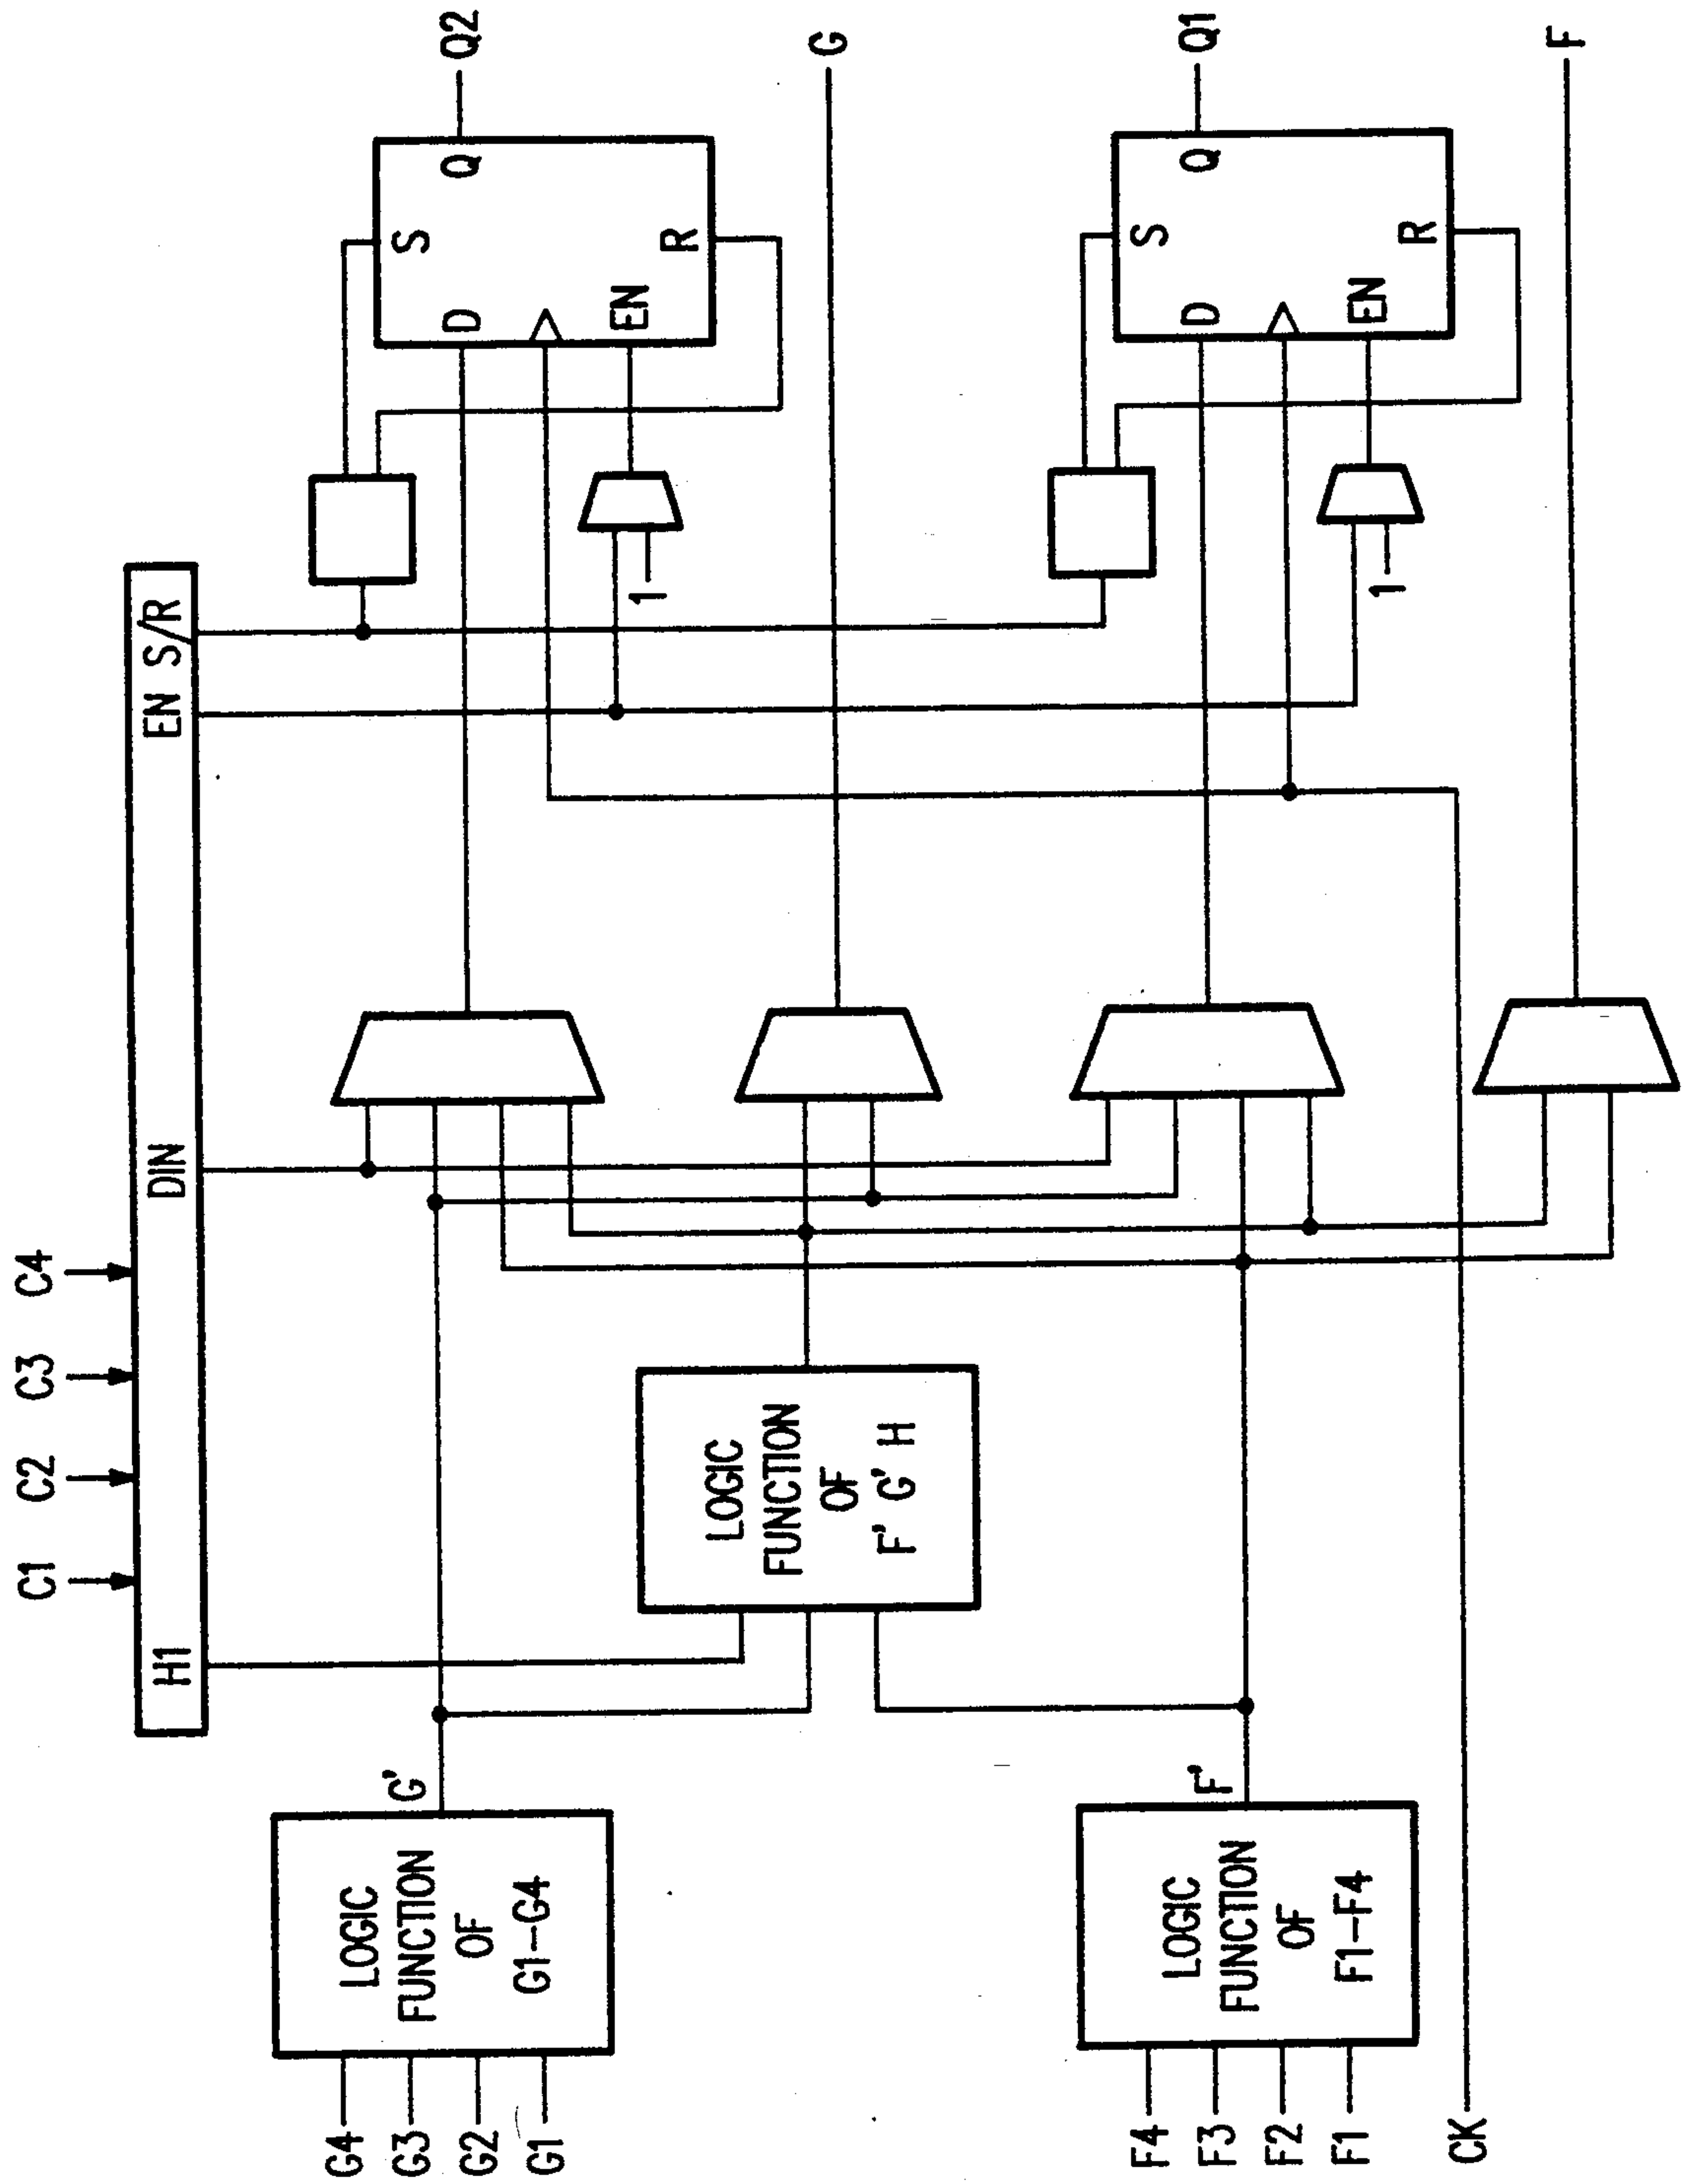 C1
C2
C3
C4
H1
DIN
EN
S/R
G4
G3
G2
G1
LOGIC
FUNCTION
OF
G1-G4
G'
LOGIC
FUNCTION
OF
F' G' H
S
D
Q
EN
R
1
Q2
G
F4
F3
F2
F1
LOGIC
FUNCTION
OF
F1-F4
F'
S
D
Q
EN
R
1
Q1
F
CK